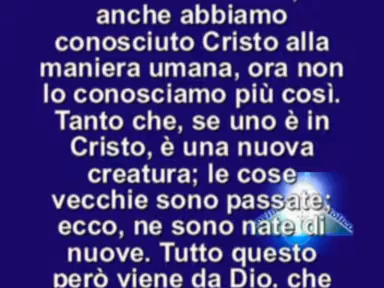 anche abbiamo
conosciuto Cristo alla
maniera umana, ora non
lo conosciamo più così.
Tanto che, se uno è in
Cristo, è una nuova
creatura; le cose
vecchie sono passate;
ecco, ne sono nate di
nuove. Tutto questo
però viene da Dio, che